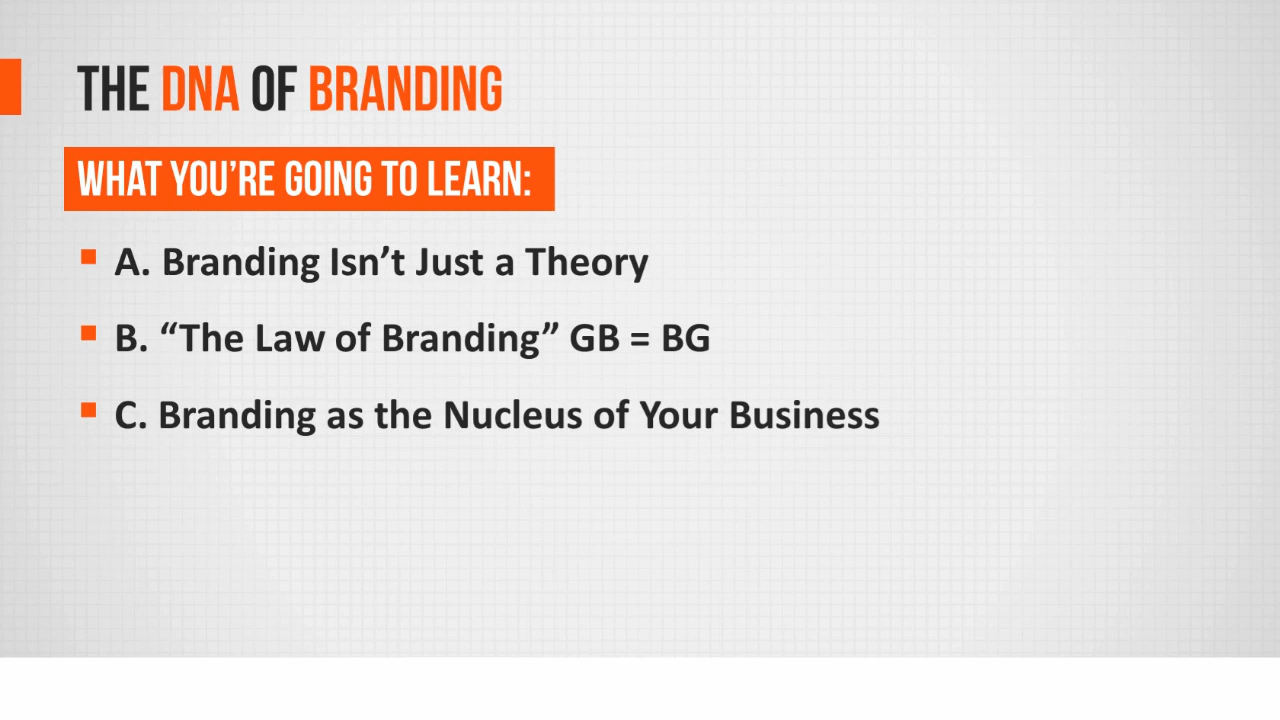 THE DNA OF BRANDING
WHAT YOU’RE GOING TO LEARN:
A. Branding Isn’t Just a Theory
B. “The Law of Branding” GB = BG
C. Branding as the Nucleus of Your Business